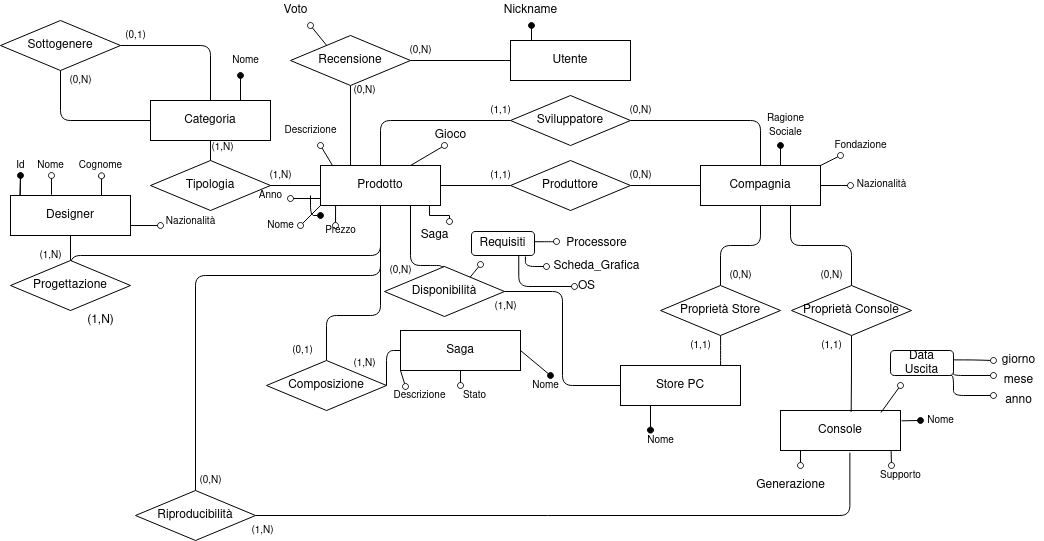 Voto
Nickname
Sottogenere
(0,1)
Recensione
(0,N)
Utente
Nome
(0,N)
(0,N)
Categoria
(1,1)
Sviluppatore
(0,N)
Ragione
Sociale
Descrizione
Gioco
Fondazione
(1,N)
Id
Nome
Cognome
Tipologia
(1,N)
Prodotto
(1,1)
Produttore
(0,N)
Compagnia
Nazionalità
Anno
Designer
Nazionalità
Nome
Prezzo
Saga
Requisiti
Processore
(1,N)
Scheda_Grafica
(0,N)
(0,N)
(0,N)
Progettazione
Disponibilità
OS
(1,N)
Proprietà Store
Proprietà Console
(1,N)
(0,1)
(1,N)
Saga
(1,1)
(1,1)
Data
Uscita
giorno
mese
anno
Composizione
Nome
Store PC
Descrizione
Stato
Nome
Nome
Console
Generazione
Supporto
(0,N)
Riproducibilità
(1,N)